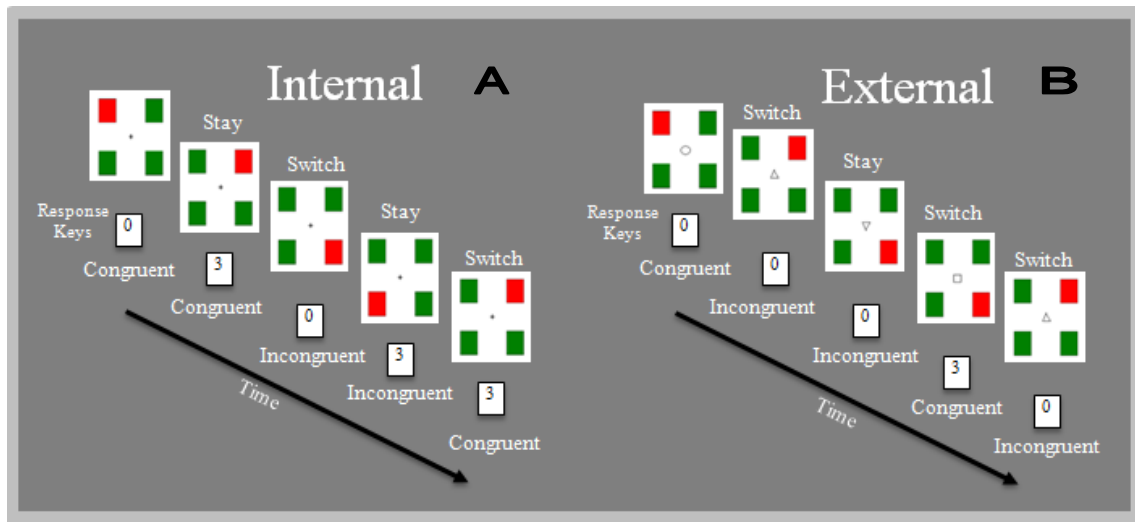 Internal A
Stay
Switch
Stay
Switch
Response
Keys
0
Congruent
3
Congruent
0
Incongruent
3
Incongruent
3
Congruent
Time
External B
Switch
Stay
Switch
Switch
Response
Keys
0
Congruent
0
Incongruent
0
Incongruent
3
Congruent
0
Incongruent
Time